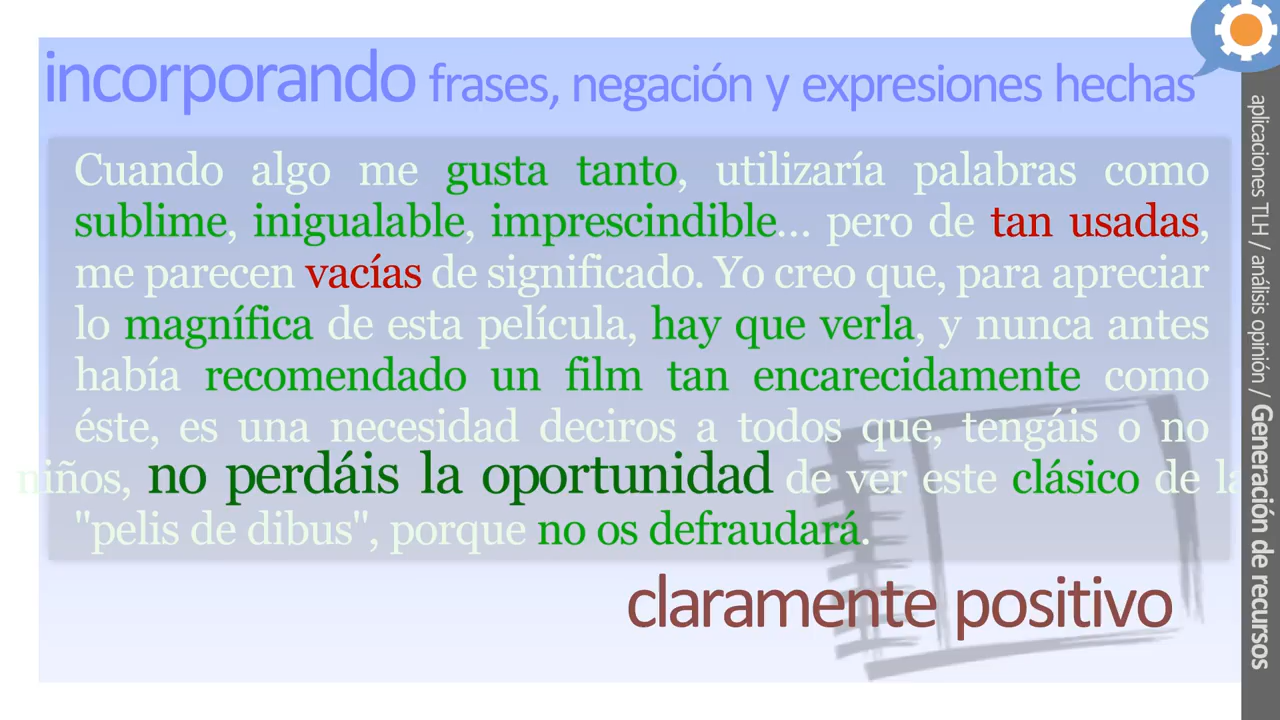 incorporando frases, negación y expresiones hechas
Cuando algo me gusta tanto, utilizaría palabras como
sublime, inigualable, imprescindible... pero de tan usadas,
me parecen vacías de significado. Yo creo que, para apreciar
lo magnífica de esta película, hay que verla, y nunca antes
había recomendado un film tan encarecidamente como
éste, es una necesidad deciros a todos que, tengáis o no
niños, no perdáis la oportunidad de ver este clásico de la
"pelis de dibus", porque no os defraudará.
claramente positivo
aplicaciones TLH / análisis opinión / Generación de recursos